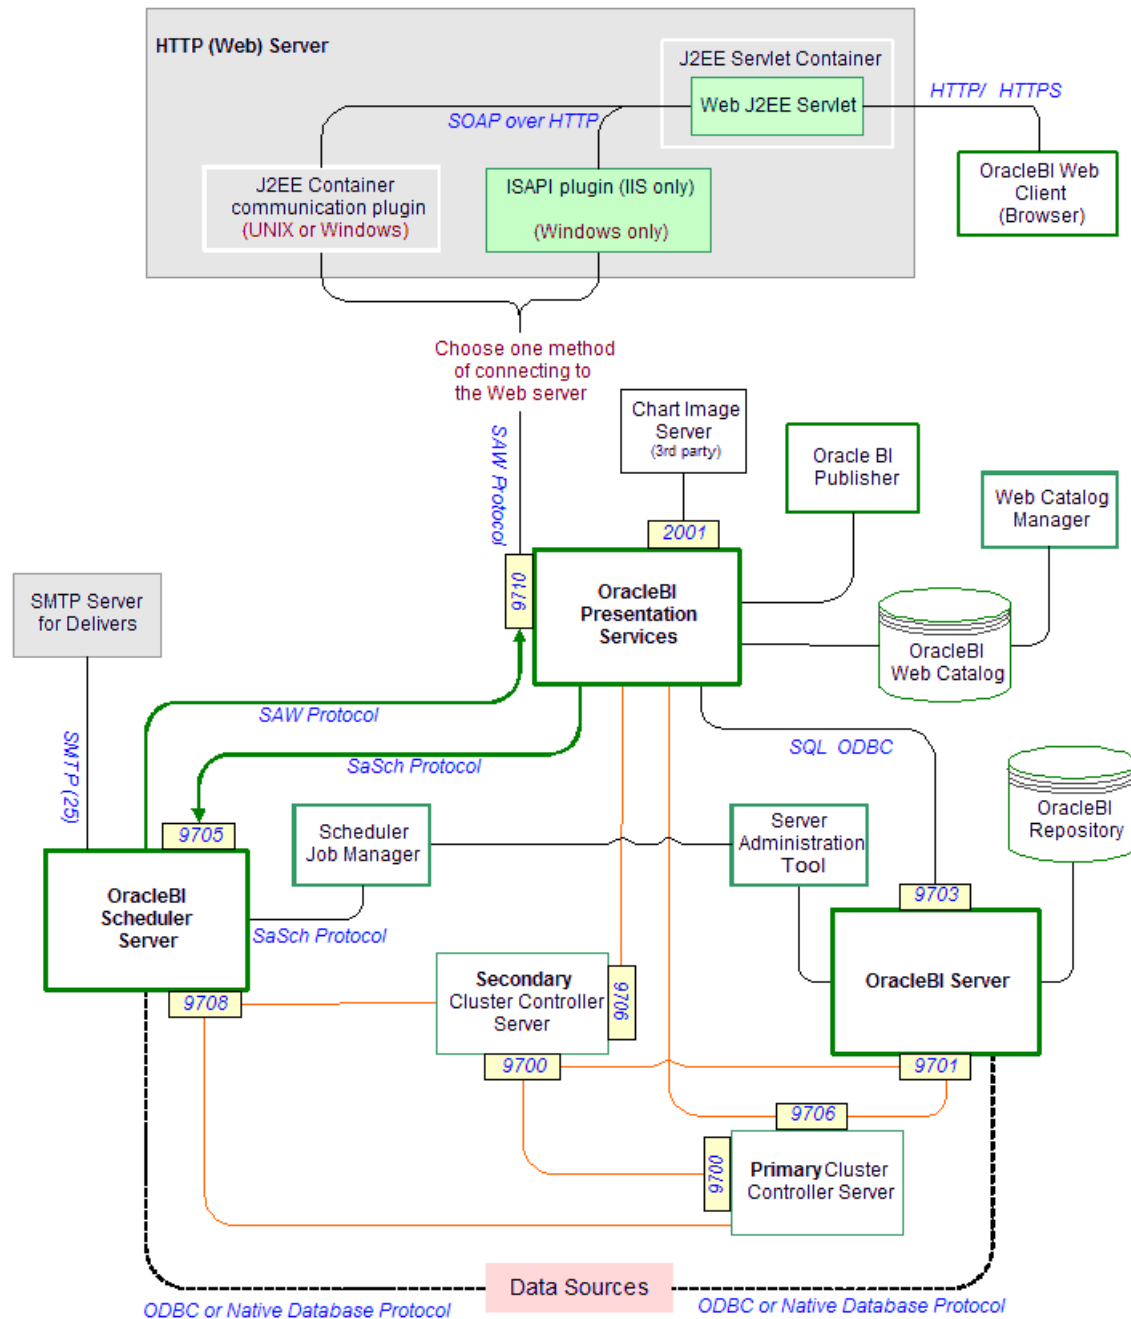 HTTP (Web) Server
J2EE Servlet Container
Web J2EE Servlet
HTTP/ HTTPS
SOAP over HTTP
OracleBI Web
Client
(Browser)
J2EE Container
communication plugin
(UNIX or Windows)
ISAPI plugin (IIS only)
(Windows only)
Choose one method
of connecting to
the Web server
SAW Protocol
Chart Image
Server
(3rd party)
Oracle BI
Publisher
Web Catalog
Manager
2001
9710
OracleBI
Presentation
Services
SMTP Server
for Delivers
OracleBI
Web Catalog
SAW Protocol
SaSch Protocol
SQL ODBC
SMTP (25)
OracleBI
Repository
9705
Scheduler
Job Manager
Server
Administration
Tool
9703
OracleBI
Scheduler
Server
SaSch Protocol
OracleBI Server
Secondary
Cluster Controller
Server
9706
9708
9700
9701
9706
9700
Primary Cluster
Controller Server
Data Sources
ODBC or Native Database Protocol
ODBC or Native Database Protocol